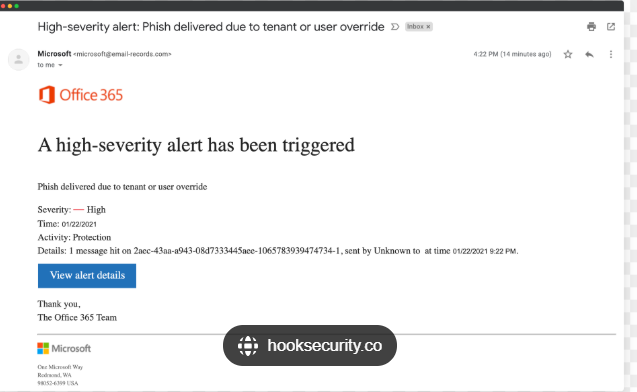 High-severity alert: Phish delivered due to tenant or user override Inbox ×
Microsoft <microsoft@email-records.com> 4:22 PM (14 minutes ago)
to me
Office 365
A high-severity alert has been triggered
Phish delivered due to tenant or user override
Severity: — High
Time: 01/22/2021
Activity: Protection
Details: 1 message hit on 2aec-43aa-a943-08d7333445aee-1065783939474734-1, sent by Unknown to at time 01/22/2021 9:22 PM.
View alert details
Thank you,
The Office 365 Team
hooksecurity.co
Microsoft
One Microsoft Way
Redmond, WA
98052-6399 USA